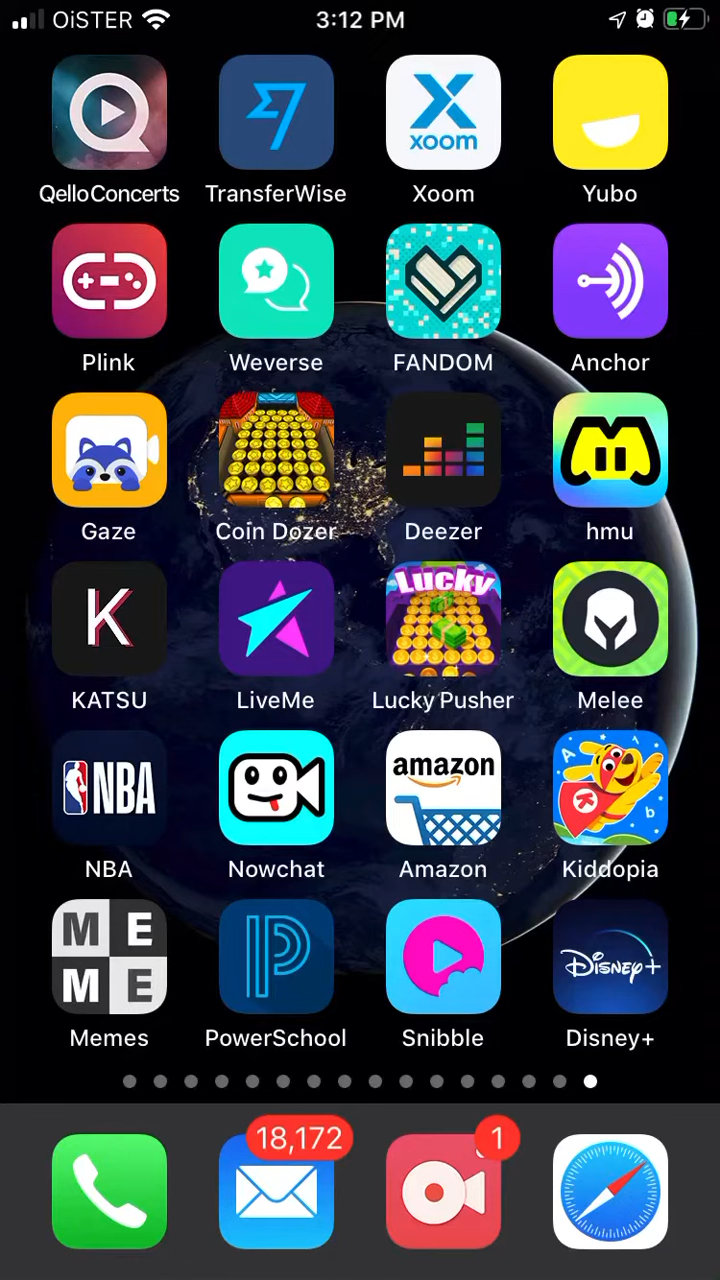 OiSTER 3:12 PM
xoom
QelloConcerts TransferWise Xoom Yubo
Plink Weverse FANDOM Anchor
Gaze Coin Dozer Deezer hmu
Lucky
KATSU LiveMe Lucky Pusher Melee
NBA amazon K A b
NBA Nowchat Amazon Kiddopia
M E
M E Disney+
Memes PowerSchool Snibble Disney+
18,172 1